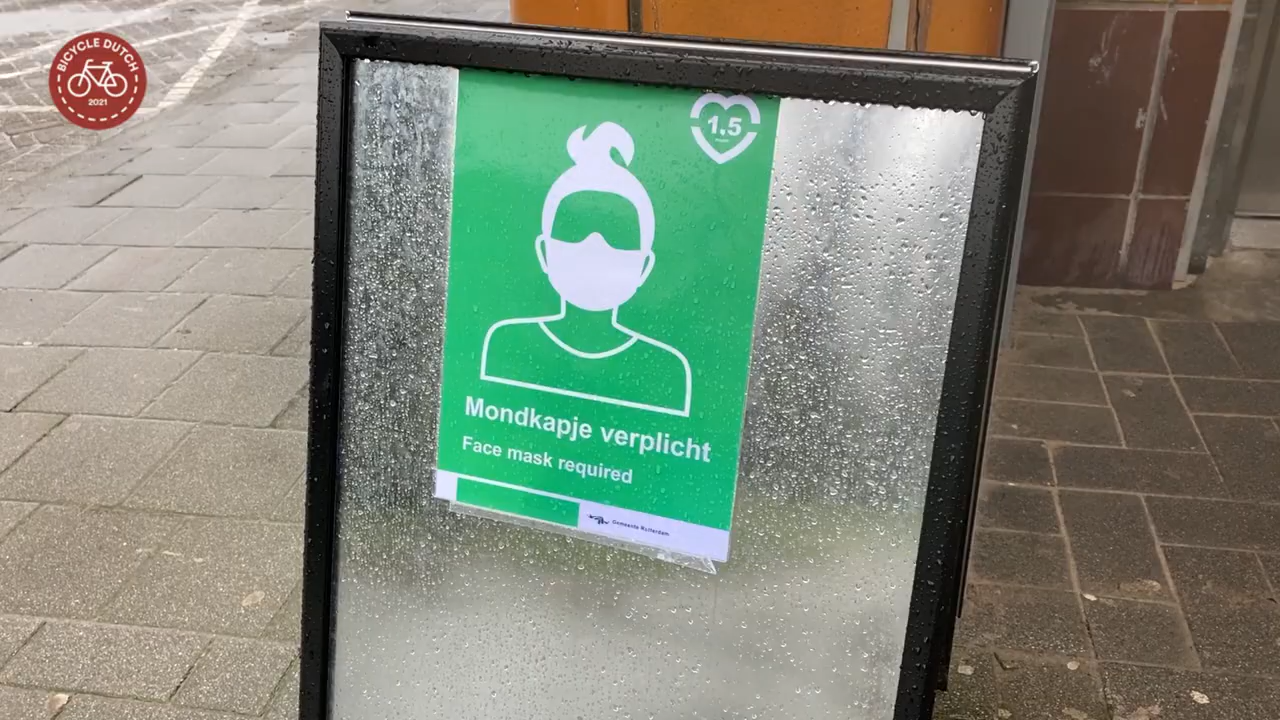 BICYCLE DUTCH
2021
1,5
Mondkapje verplicht
Face mask required
Gemeente Rotterdam